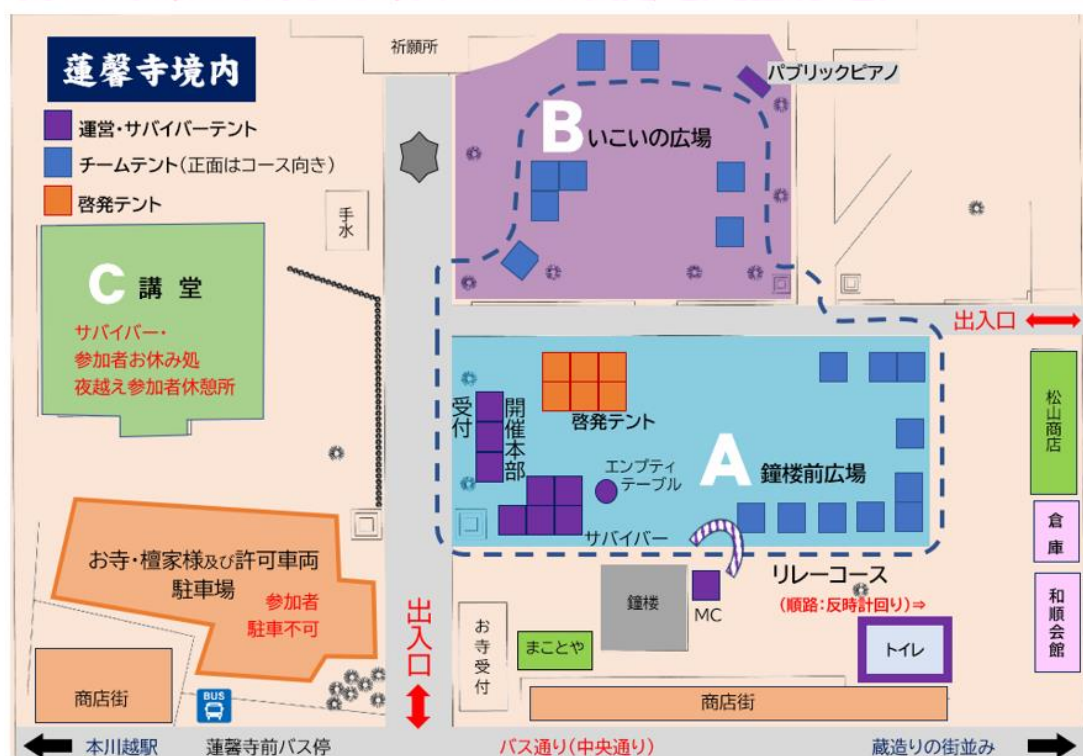 蓮馨寺境内
運営・サバイバーテント
チームテント(正面はコース向き)
啓発テント
祈願所
パブリックピアノ
B いこいの広場
手水
C 講堂
サバイバー・
参加者お休み処
夜越え参加者休憩所
出入口
受付
開催本部
啓発テント
エンプティ
テーブル
A 鐘楼前広場
サバイバー
松山商店
倉庫
和順会館
お寺・檀家様及び許可車両
駐車場
参加者
駐車不可
出入口
お寺受付
鐘楼
MC
リレーコース
(順路:反時計回り)⇒
まことや
トイレ
商店街
BUS
商店街
本川越駅
蓮馨寺前バス停
バス通り(中央通り)
蔵造りの街並み